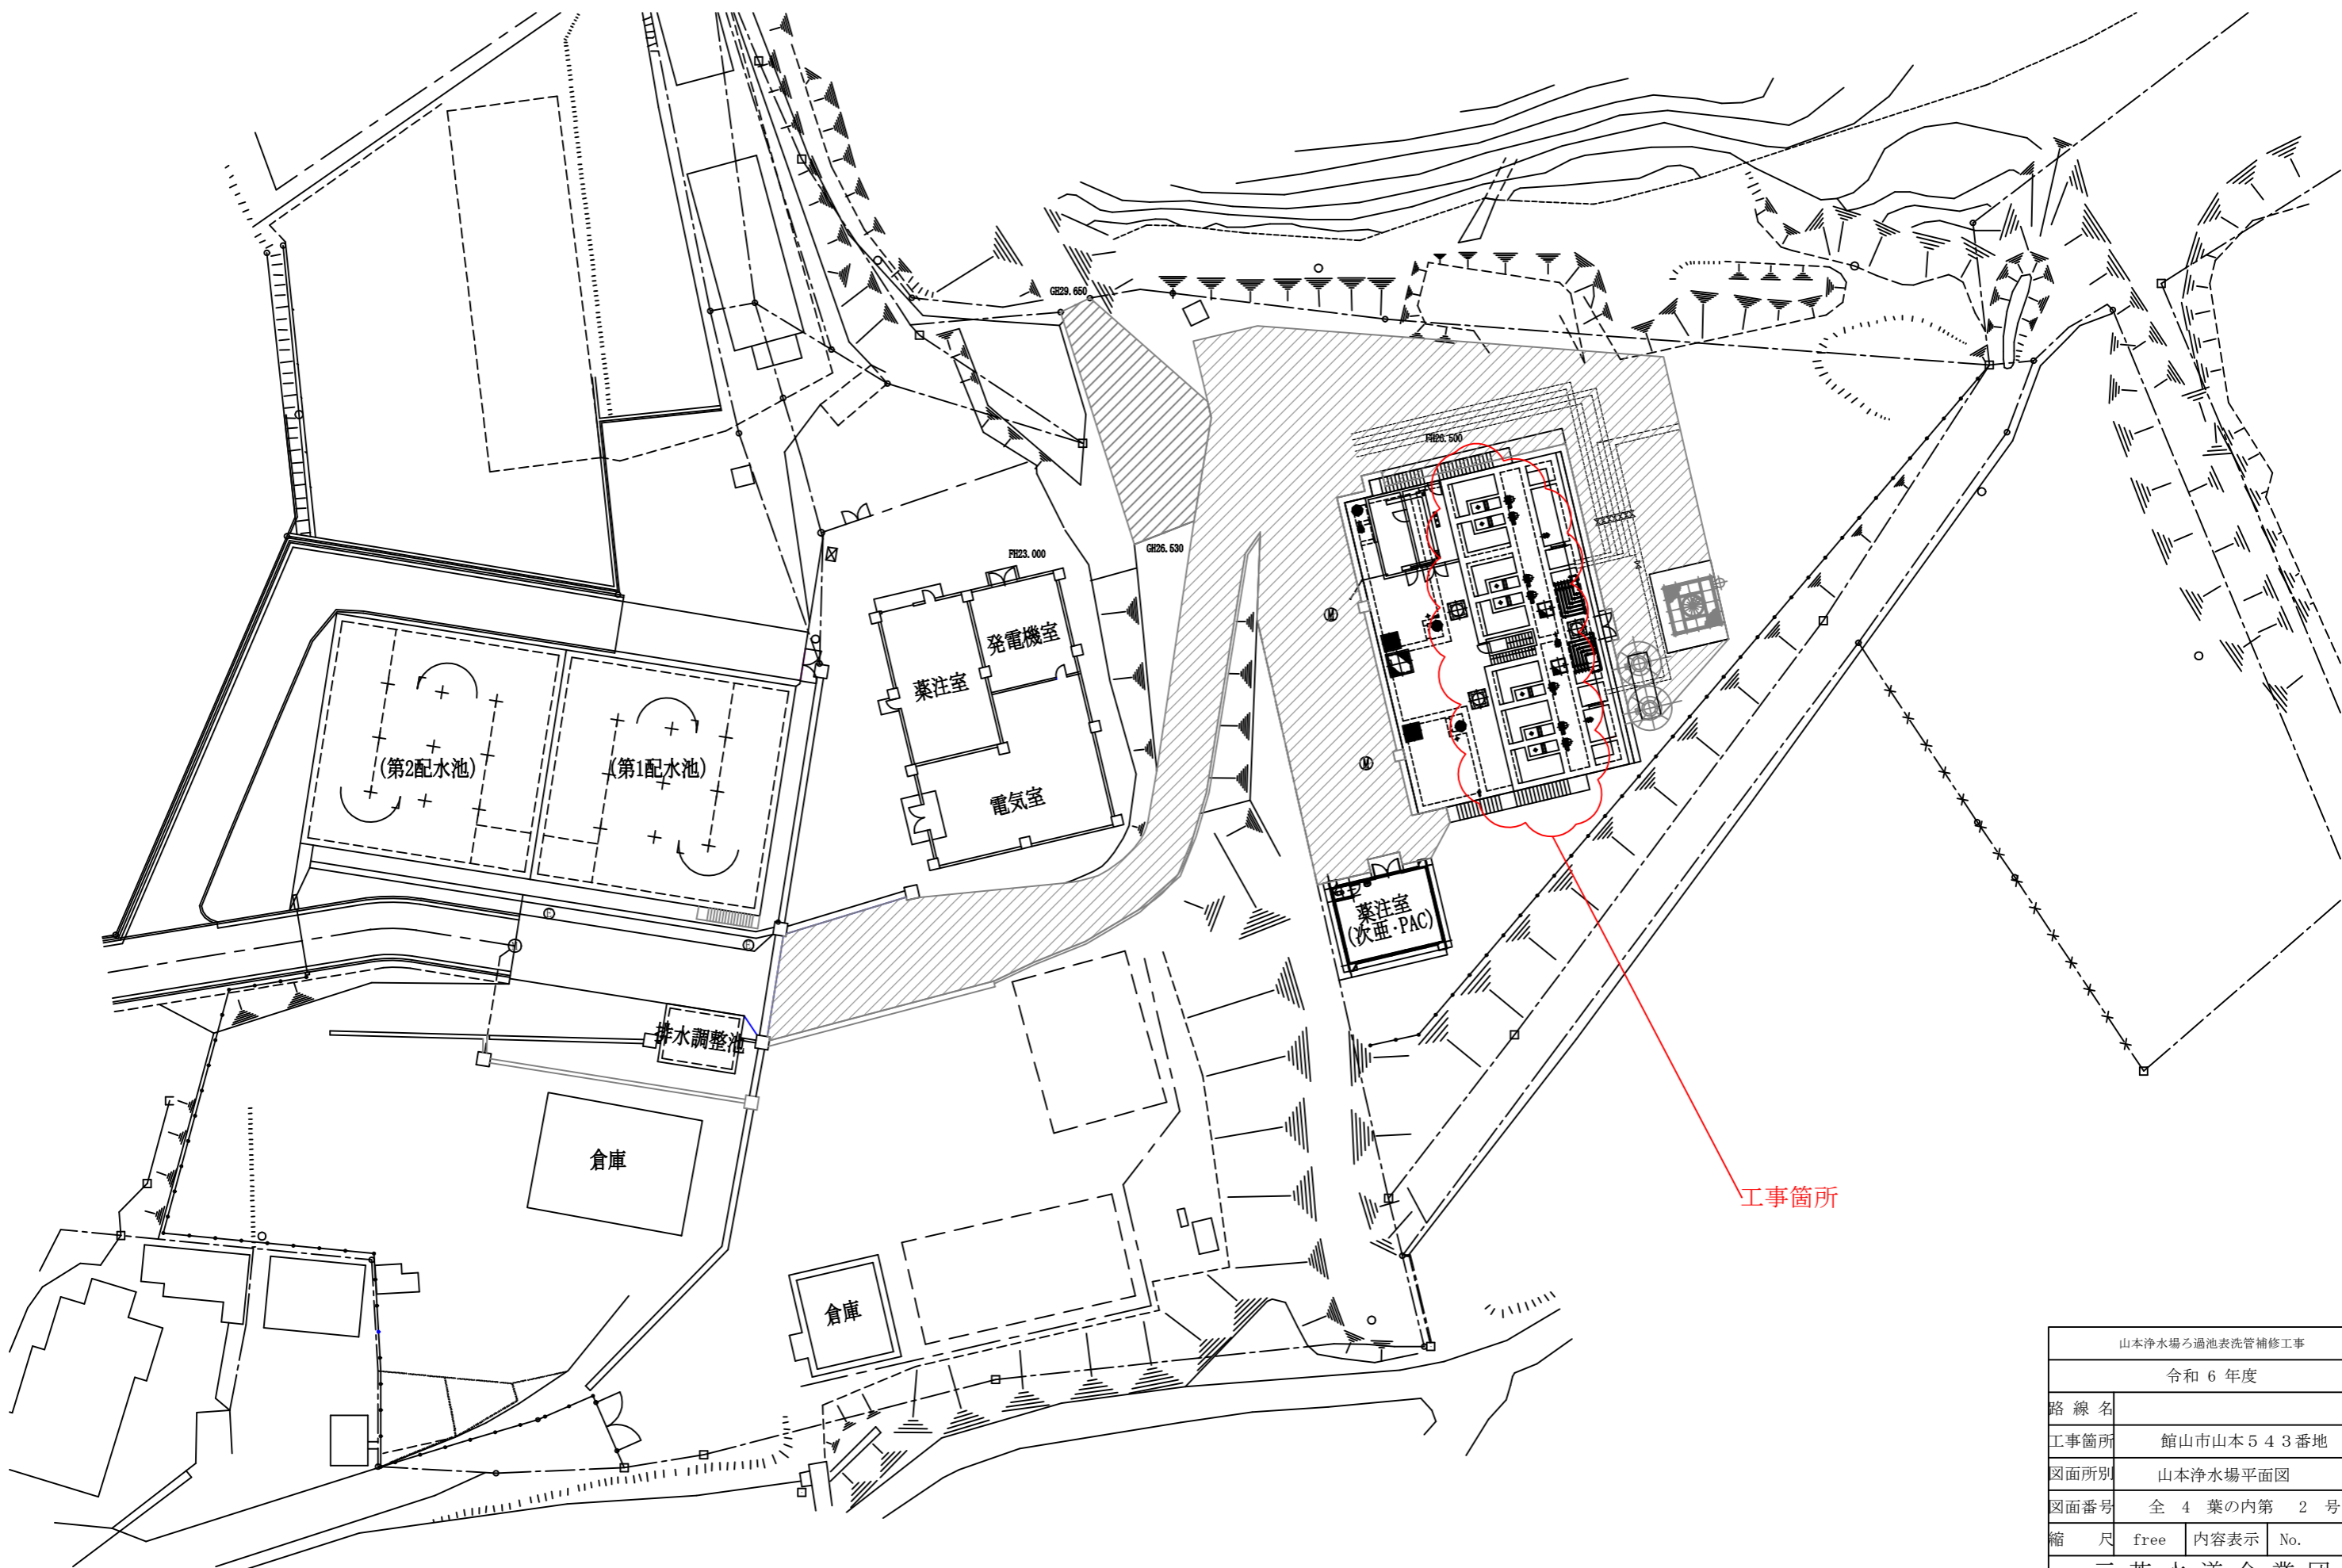 GH29.650
FH26.500
GH26.530
FH23.000
発電機室
薬注室
電気室
(第2配水池)
(第1配水池)
薬注室
(次亜・PAC)
排水調整池
倉庫
倉庫
工事箇所
山本浄水場ろ過池表洗管補修工事
令和 6 年度
路 線 名
工事箇所 館山市山本５４３番地
図面所別 山本浄水場平面図
図面番号 全 4 葉の内第 2 号
縮 尺 free 内容表示 No.